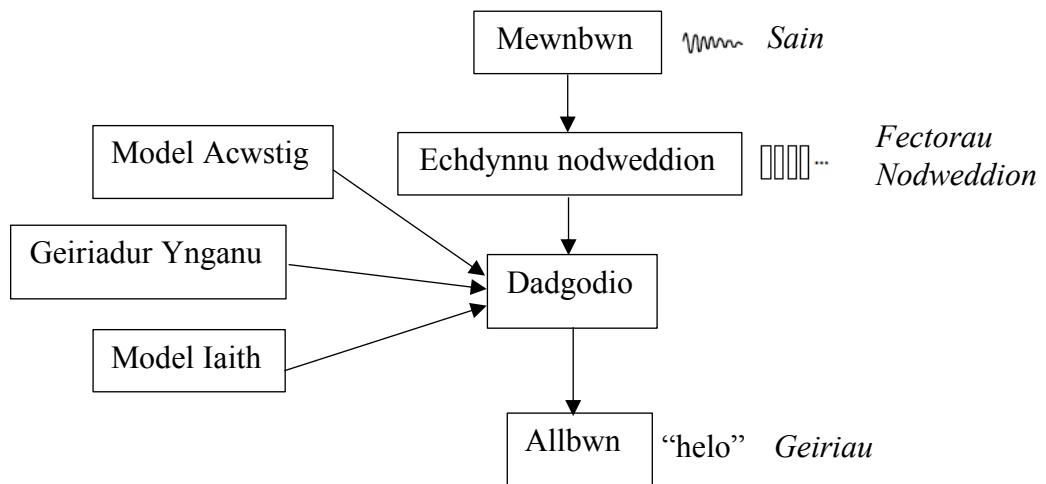 Mewnbwn
Sain
Model Acwstig
Echdynnu nodweddion
Fectorau
Nodweddion
Geiriadur Ynganu
Dadgodio
Model Iaith
Allbwn
“helo”
Geiriau